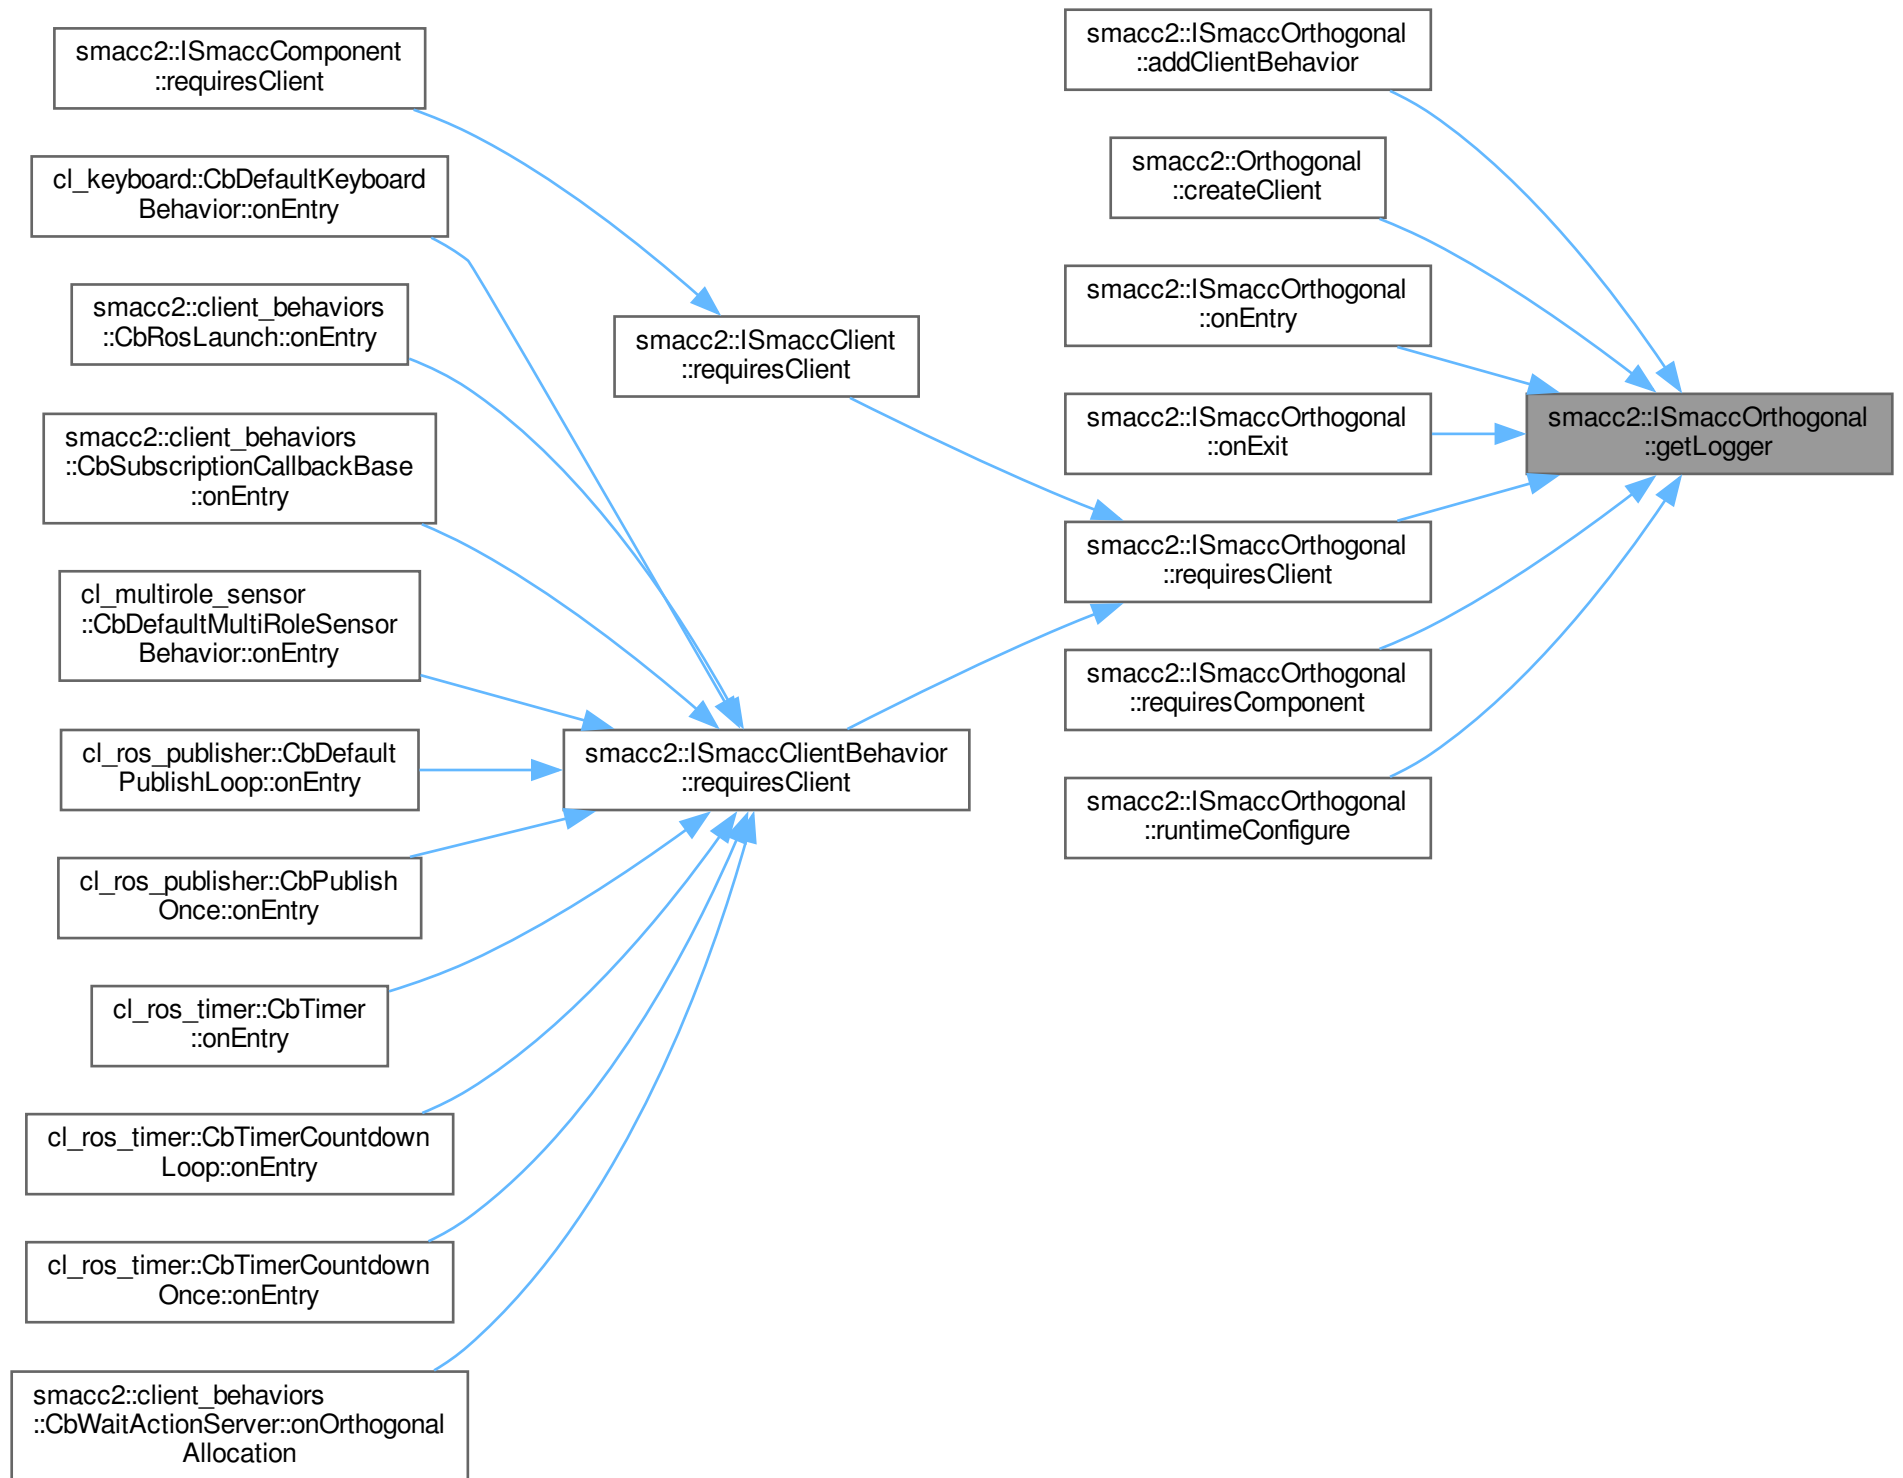 smacc2::ISmaccComponent
::requiresClient
cl_keyboard::CbDefaultKeyboard
Behavior::onEntry
smacc2::client_behaviors
::CbRosLaunch::onEntry
smacc2::client_behaviors
::CbSubscriptionCallbackBase
::onEntry
cl_multirole_sensor
::CbDefaultMultiRoleSensor
Behavior::onEntry
cl_ros_publisher::CbDefault
PublishLoop::onEntry
cl_ros_publisher::CbPublish
Once::onEntry
cl_ros_timer::CbTimer
::onEntry
cl_ros_timer::CbTimerCountdown
Loop::onEntry
cl_ros_timer::CbTimerCountdown
Once::onEntry
smacc2::client_behaviors
::CbWaitActionServer::onOrthogonal
Allocation
smacc2::ISmaccClient
::requiresClient
smacc2::ISmaccClientBehavior
::requiresClient
smacc2::ISmaccOrthogonal
::addClientBehavior
smacc2::Orthogonal
::createClient
smacc2::ISmaccOrthogonal
::onEntry
smacc2::ISmaccOrthogonal
::onExit
smacc2::ISmaccOrthogonal
::requiresClient
smacc2::ISmaccOrthogonal
::requiresComponent
smacc2::ISmaccOrthogonal
::runtimeConfigure
smacc2::ISmaccOrthogonal
::getLogger